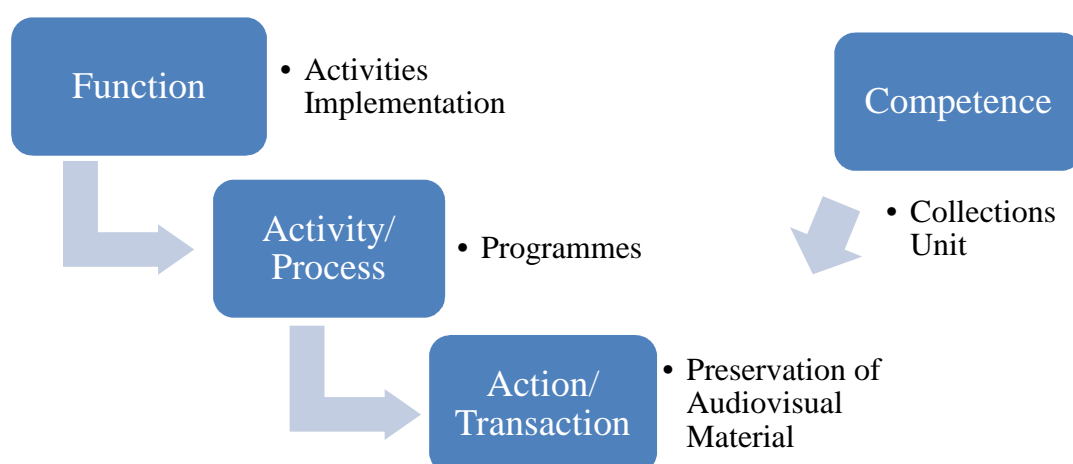 Function
• Activities
Implementation
Competence
• Collections
Unit
Activity/
Process
• Programmes
Action/
Transaction
• Preservation of
Audiovisual
Material